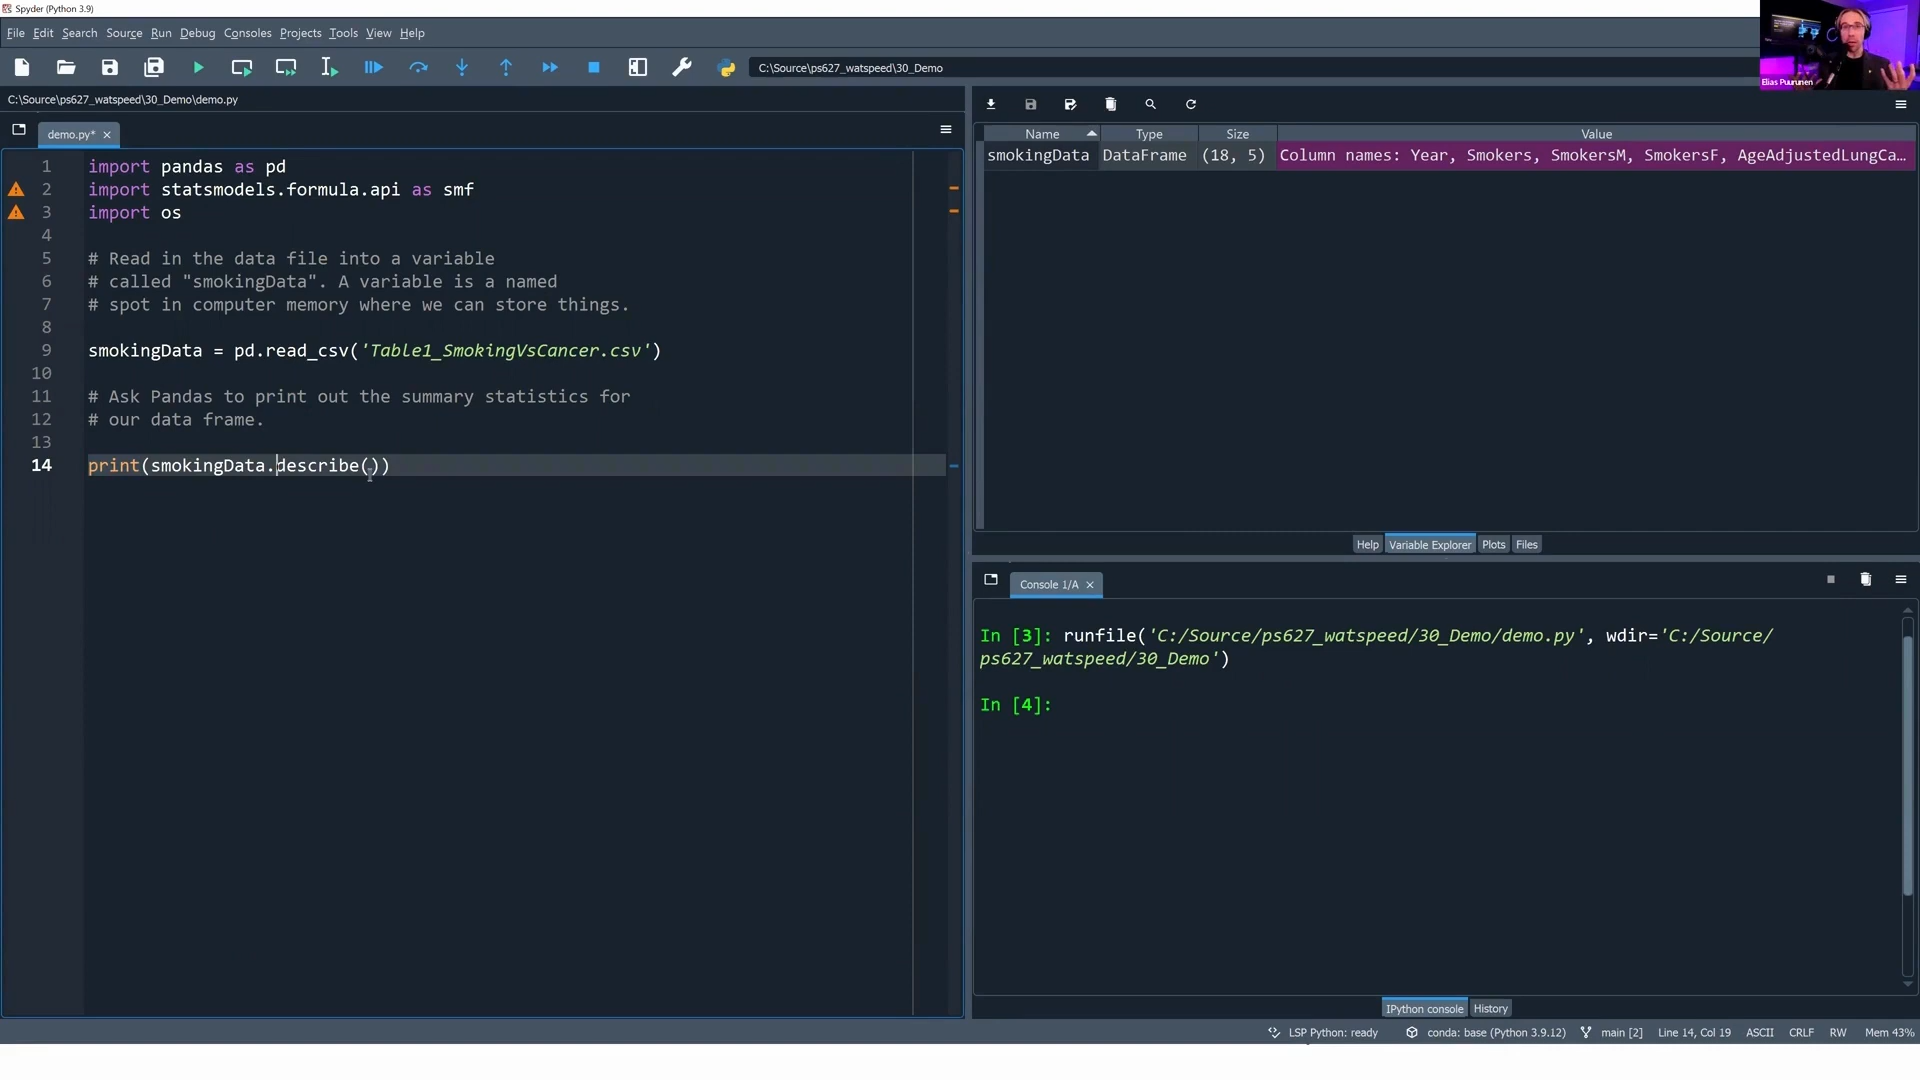 Spyder (Python 3.9)
File Edit Search Source Run Debug Consoles Projects Tools View Help
C:\Source\ps627_watspeed\30_Demo
Elias Puurunen
C:\Source\ps627_watspeed\30_Demo\demo.py
demo.py*
1 import pandas as pd
2 import statsmodels.formula.api as smf
3 import os
4
5 # Read in the data file into a variable
6 # called "smokingData". A variable is a named
7 # spot in computer memory where we can store things.
8
9 smokingData = pd.read_csv('Table1_SmokingVsCancer.csv')
10
11 # Ask Pandas to print out the summary statistics for
12 # our data frame.
13
14 print(smokingData.describe())
Name Type Size Value
smokingData DataFrame (18, 5) Column names: Year, Smokers, SmokersM, SmokersF, AgeAdjustedLungCa…
Help Variable Explorer Plots Files
Console 1/A
In [3]: runfile('C:/Source/ps627_watspeed/30_Demo/demo.py', wdir='C:/Source/
ps627_watspeed/30_Demo')
In [4]:
IPython console History
LSP Python: ready conda: base (Python 3.9.12) main [2] Line 14, Col 19 ASCII CRLF RW Mem 43%